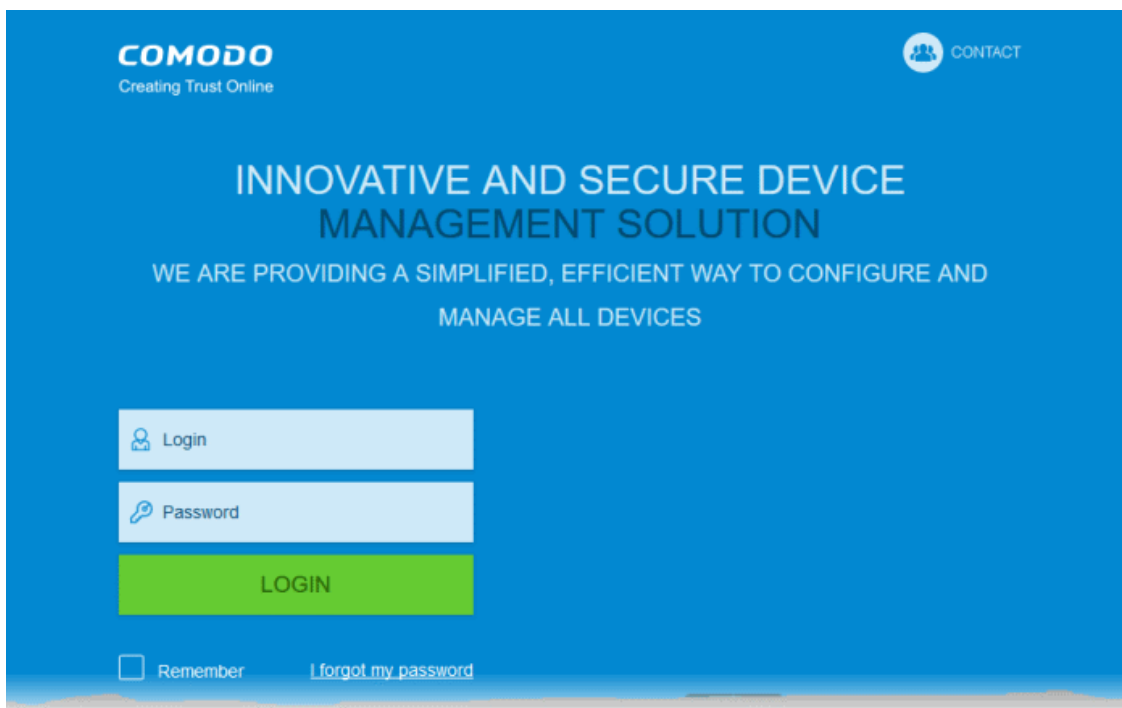 COMODO
Creating Trust Online
CONTACT
INNOVATIVE AND SECURE DEVICE
MANAGEMENT SOLUTION
WE ARE PROVIDING A SIMPLIFIED, EFFICIENT WAY TO CONFIGURE AND
MANAGE ALL DEVICES
Login
Password
LOGIN
Remember
I forgot my password